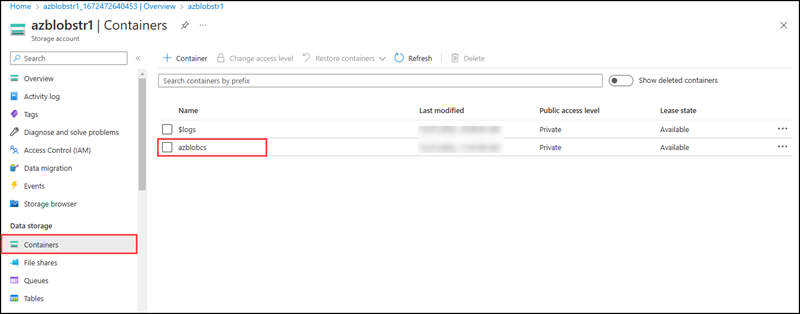 Home > azblobstr1_1672472640453 | Overview > azblobstr1
azblobstr1 | Containers
Storage account
Search
Overview
Activity log
Tags
Diagnose and solve problems
Access Control (IAM)
Data migration
Events
Storage browser
Data storage
Containers
File shares
Queues
Tables
Container Change access level Restore containers Refresh Delete
Search containers by prefix
Show deleted containers
Name Last modified Public access level Lease state
$logs Private Available
azblobcs Private Available